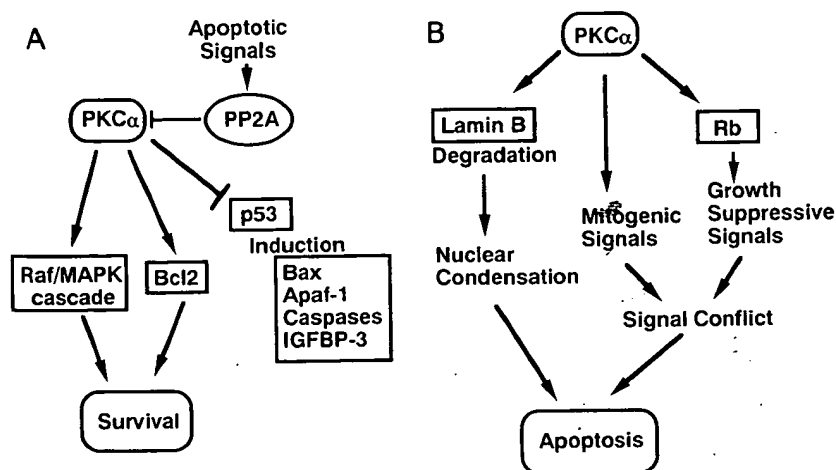 A
Apoptotic
Signals
PKCα
PP2A
p53
Induction
Raf/MAPK
cascade
Bcl2
Bax
Apaf-1
Caspases
IGFBP-3
Survival
B
PKCα
Lamin B
Degradation
Rb
Mitogenic
Signals
Growth
Suppressive
Signals
Nuclear
Condensation
Signal Conflict
Apoptosis